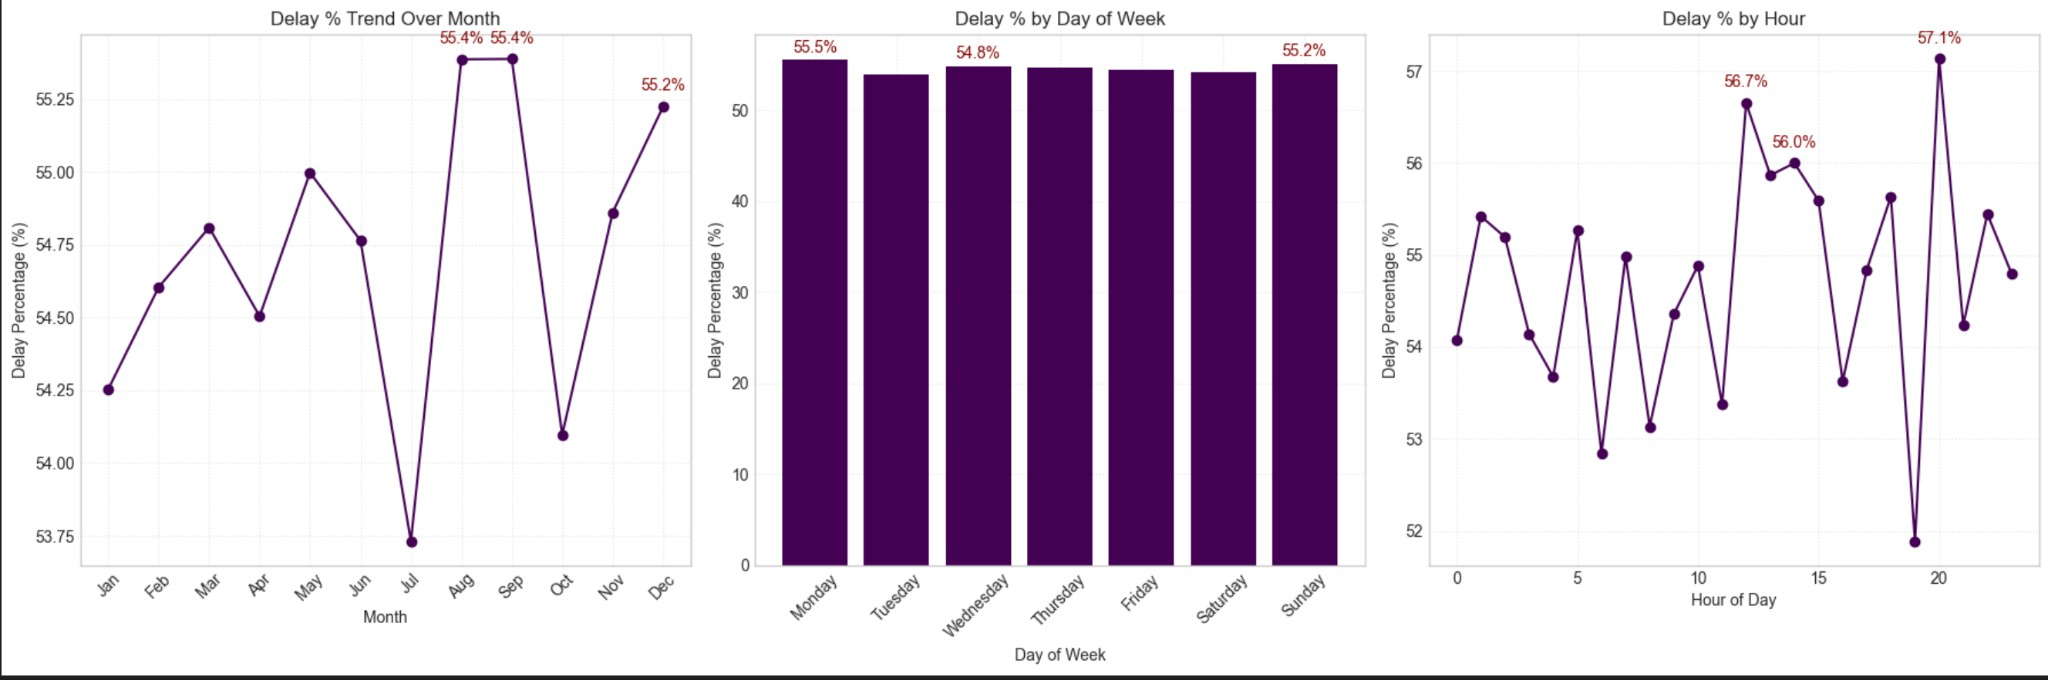 Delay % Trend Over Month
55.4% 55.4%
55.2%
55.25
55.00
54.75
54.50
54.25
54.00
53.75
Delay Percentage (%)
Jan Feb Mar Apr May Jun Jul Aug Sep Oct Nov Dec
Month
Delay % by Day of Week
55.5% 54.8% 55.2%
50
40
30
20
10
0
Delay Percentage (%)
Monday Tuesday Wednesday Thursday Friday Saturday Sunday
Day of Week
Delay % by Hour
57.1%
56.7%
56.0%
57
56
55
54
53
52
Delay Percentage (%)
0 5 10 15 20
Hour of Day